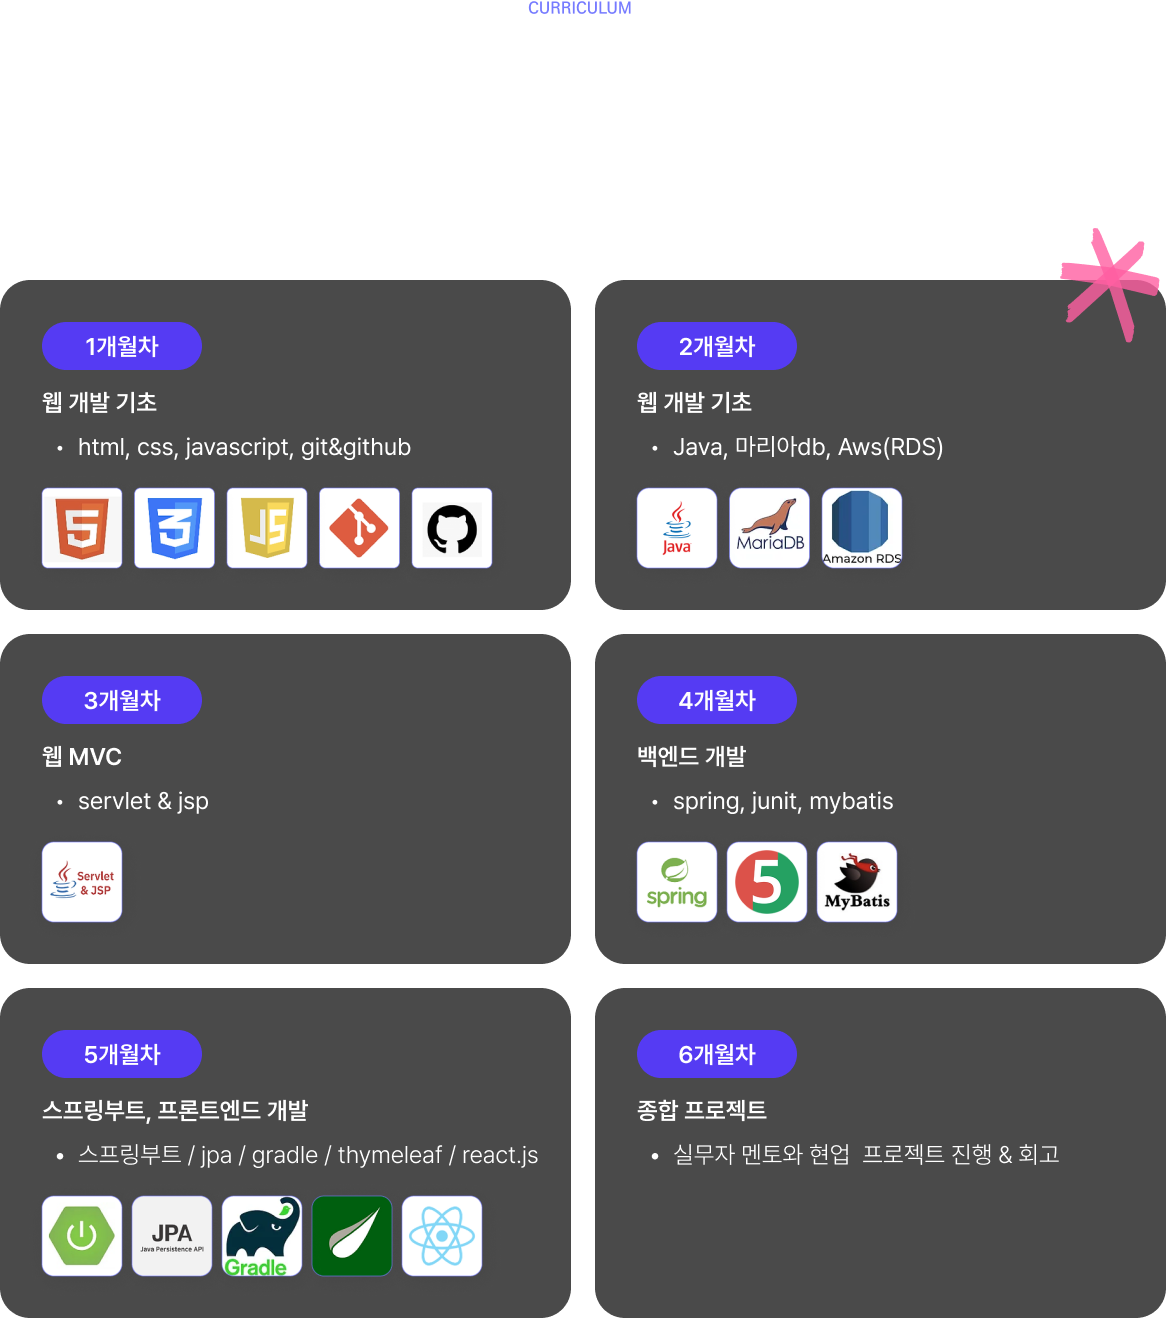 CURRICULUM
1개월차
웹 개발 기초
• html, css, javascript, git&github
5 3 JS
2개월차
웹 개발 기초
• Java, 마리아db, Aws(RDS)
Java
MariaDB
Amazon RDS
3개월차
웹 MVC
• servlet & jsp
Servlet
& JSP
4개월차
백엔드 개발
• spring, junit, mybatis
spring
5
MyBatis
5개월차
스프링부트, 프론트엔드 개발
• 스프링부트 / jpa / gradle / thymeleaf / react.js
JPA
Java Persistence API
Gradle
6개월차
종합 프로젝트
• 실무자 멘토와 현업 프로젝트 진행 & 회고